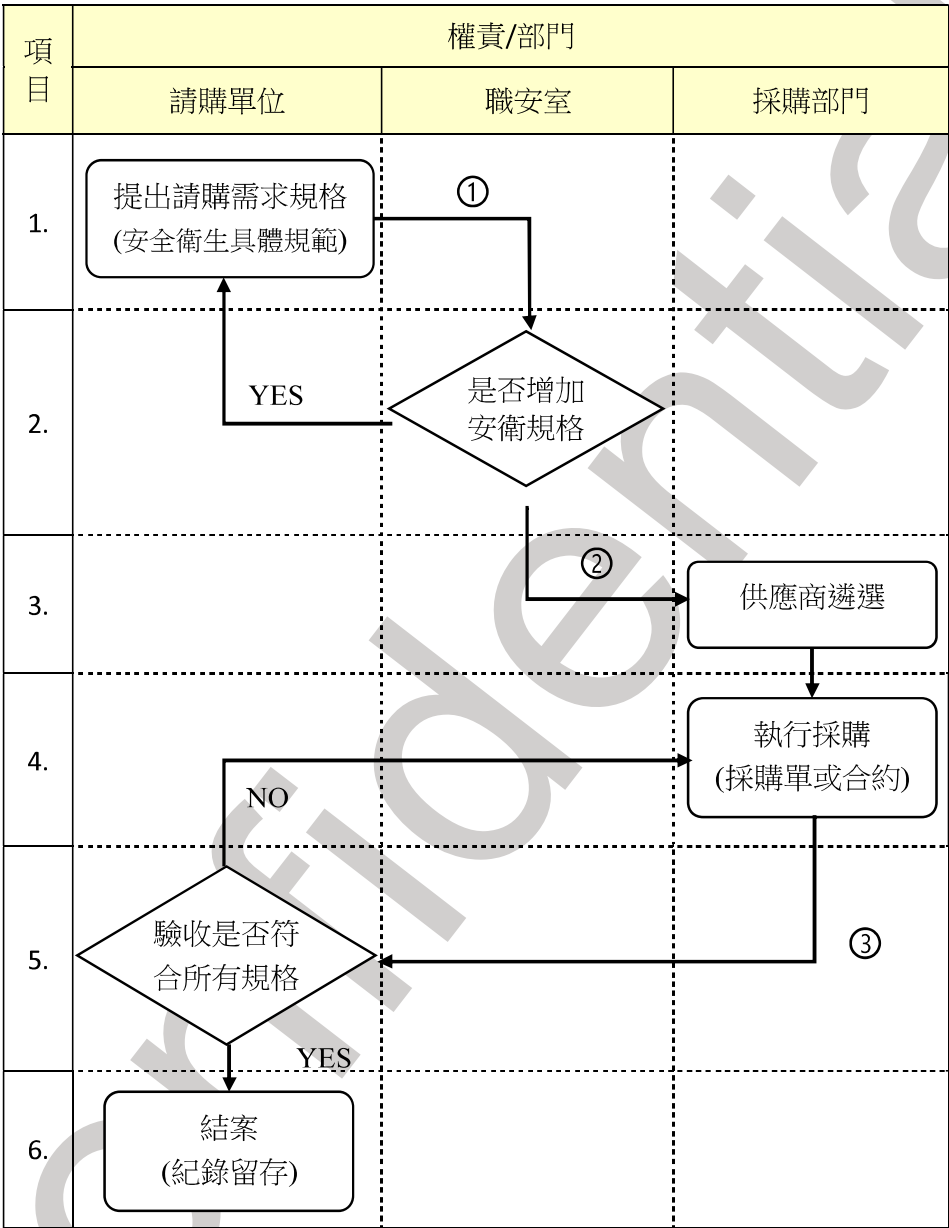 項目
權責/部門
請購單位
職安室
採購部門
1.
提出請購需求規格
(安全衛生具體規範)
①
2.
是否增加
安衛規格
YES
3.
②
供應商遴選
4.
執行採購
(採購單或合約)
NO
5.
驗收是否符
合所有規格
③
YES
6.
結案
(紀錄留存)
onfidentia